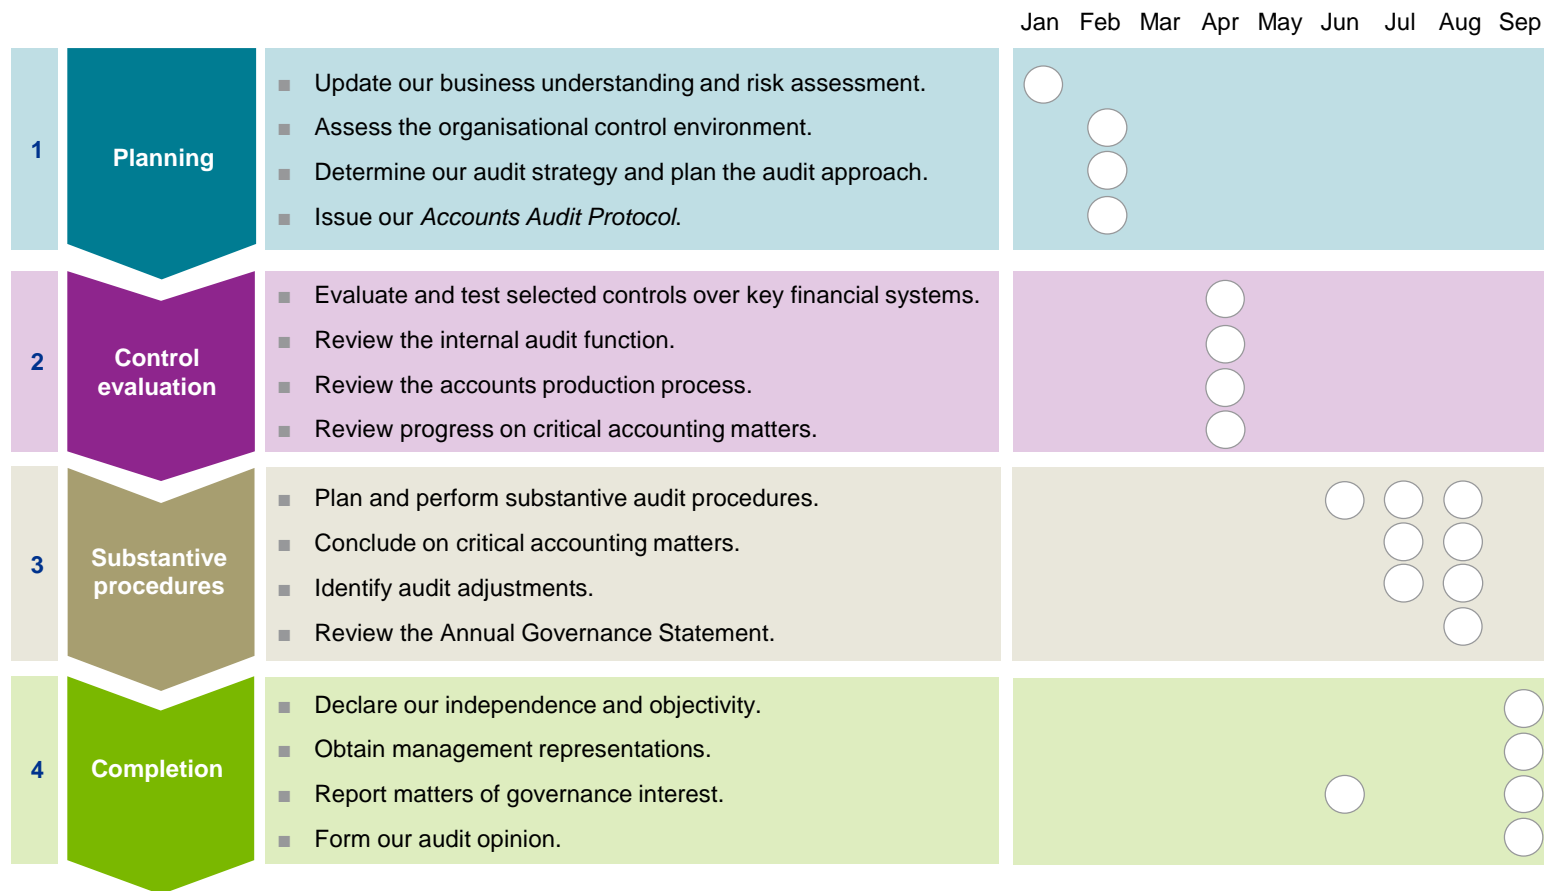 Jan Feb Mar Apr May Jun Jul Aug Sep
1
Planning
■ Update our business understanding and risk assessment.
■ Assess the organisational control environment.
■ Determine our audit strategy and plan the audit approach.
■ Issue our Accounts Audit Protocol.
2
Control
evaluation
■ Evaluate and test selected controls over key financial systems.
■ Review the internal audit function.
■ Review the accounts production process.
■ Review progress on critical accounting matters.
3
Substantive
procedures
■ Plan and perform substantive audit procedures.
■ Conclude on critical accounting matters.
■ Identify audit adjustments.
■ Review the Annual Governance Statement.
4
Completion
■ Declare our independence and objectivity.
■ Obtain management representations.
■ Report matters of governance interest.
■ Form our audit opinion.